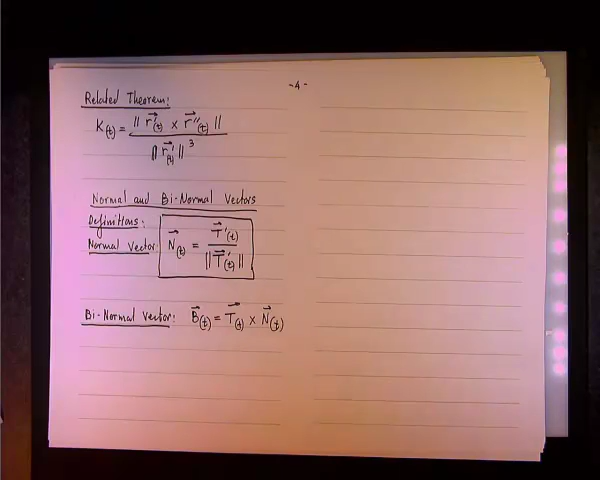 -4-
Related Theorem:
K(t) = || r⃗'(t) × r⃗''(t) || / || r⃗'(t) ||³
Normal and Bi-Normal Vectors
Definitions:
Normal Vector: N⃗(t) = T⃗'(t) / || T⃗'(t) ||
Bi-Normal Vector: B⃗(t) = T⃗(t) × N⃗(t)